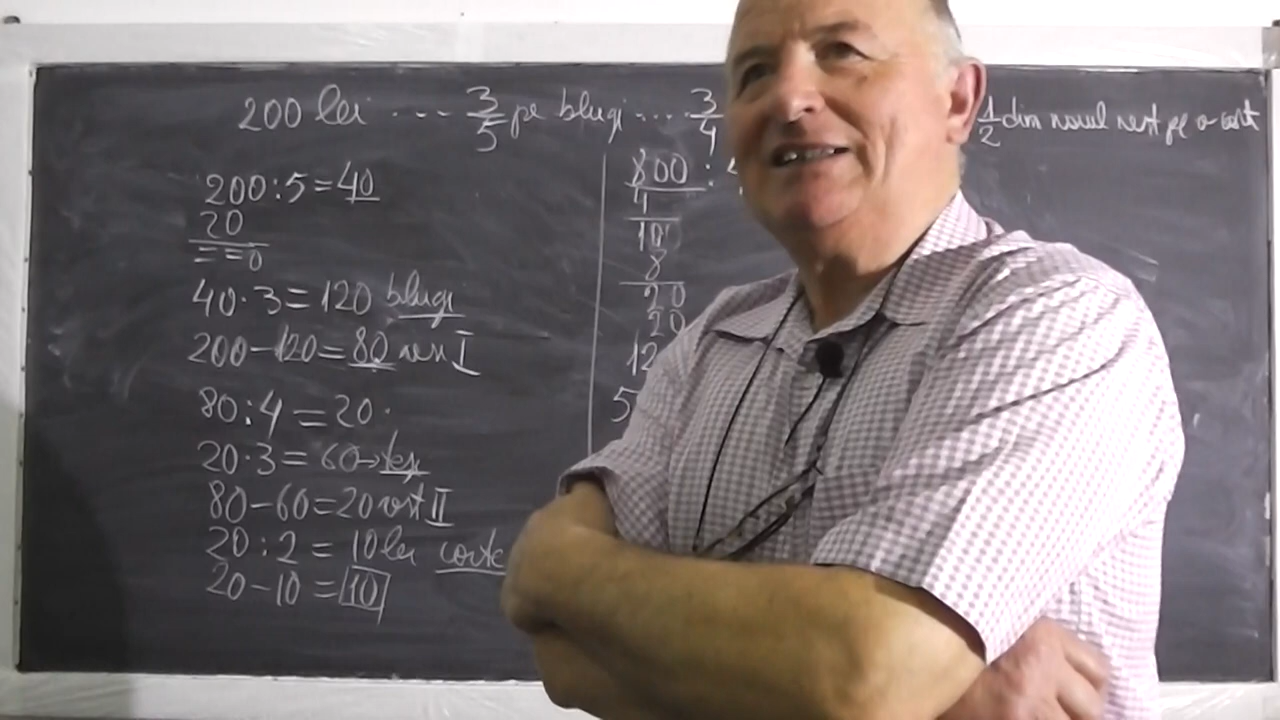 200 lei .... 3/5 pe blugi .... 3/4
1/2 din noul rest pe o carte
200:5=40
20
==0
40·3=120 blugi
200-120=80 rest I
80:4=20
20·3=60→
80-60=20 rest II
20:2=10 lei carte
20-10=10
800:
4
10
8
20
20
12
5